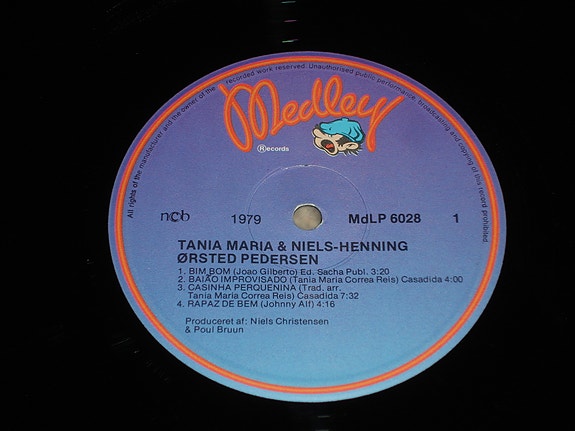 All rights of the manufacturer and the owner of the recorded work reserved. Unauthorised public performance, broadcasting and copying of this record prohibited.
Medley
Records
ncb 1979 MdLP 6028 1
TANIA MARIA & NIELS-HENNING
ØRSTED PEDERSEN
1. BIM BOM (Joao Gilberto) Ed. Sacha Publ. 3:20
2. BAIÃO IMPROVISADO (Tania Maria Correa Reis) Casadida 4:00
3. CASINHA PERQUENINA (Trad. arr.
Tania Maria Correa Reis) Casadida 7:32
4. RAPAZ DE BEM (Johnny Alf) 4:16
Produceret af: Niels Christensen
& Poul Bruun